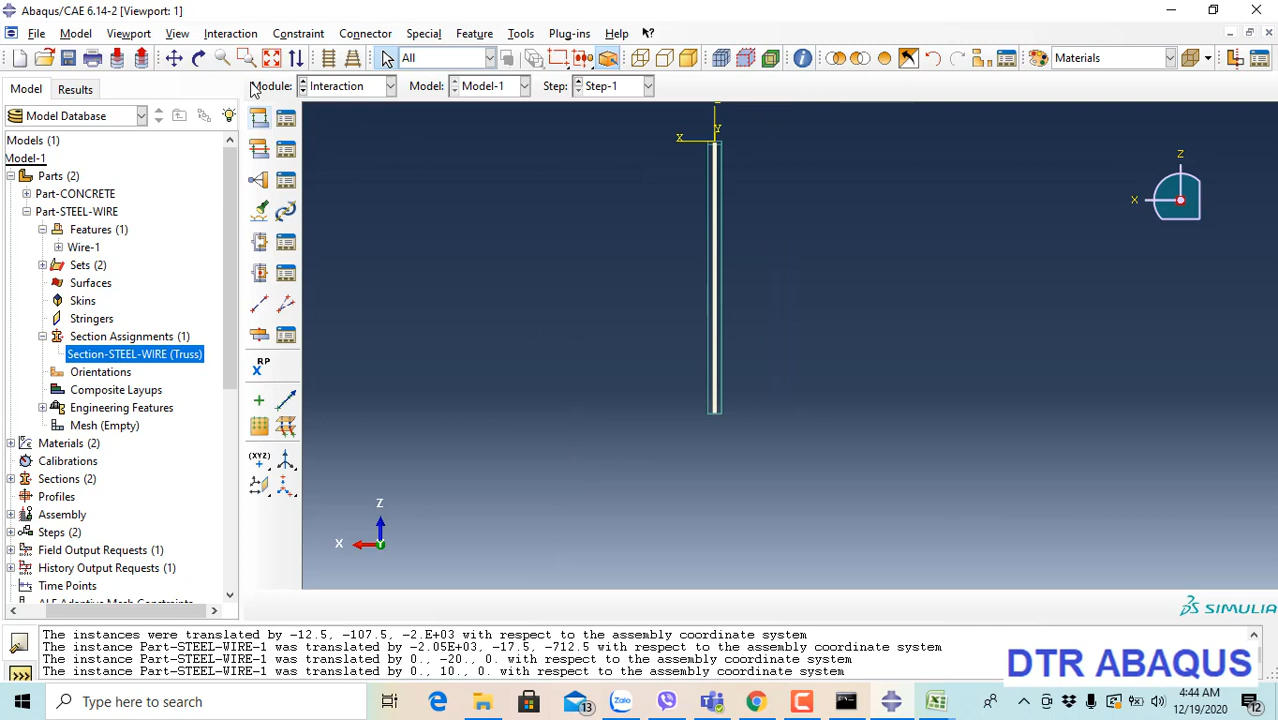 Abaqus/CAE 6.14-2 [Viewport: 1]
File Model Viewport View Interaction Constraint Connector Special Feature Tools Plug-ins Help
All
Materials
Model Results
Module: Interaction Model: Model-1 Step: Step-1
Model Database
Models (1)
Model-1
Parts (2)
Part-CONCRETE
Part-STEEL-WIRE
Features (1)
Wire-1
Sets (2)
Surfaces
Skins
Stringers
Section Assignments (1)
Section-STEEL-WIRE (Truss)
Orientations
Composite Layups
Engineering Features
Mesh (Empty)
Materials (2)
Calibrations
Sections (2)
Profiles
Assembly
Steps (2)
Field Output Requests (1)
History Output Requests (1)
Time Points
ALE Adaptive Mesh Constraints
RP
(XYZ)
X Y
Z
X
Z
X
Y
SIMULIA
The instances were translated by -12.5, -107.5, -2.E+03 with respect to the assembly coordinate system
The instance Part-STEEL-WIRE-1 was translated by -2.05E+03, -17.5, -712.5 with respect to the assembly coordinate system
The instance Part-STEEL-WIRE-1 was translated by 0., -20., 0. with respect to the assembly coordinate system
The instance Part-STEEL-WIRE-1 was translated by 0., 10., 0. with respect to the assembly coordinate system
DTR ABAQUS
Type here to search
13
Zalo
4:44 AM
12/19/2020
12